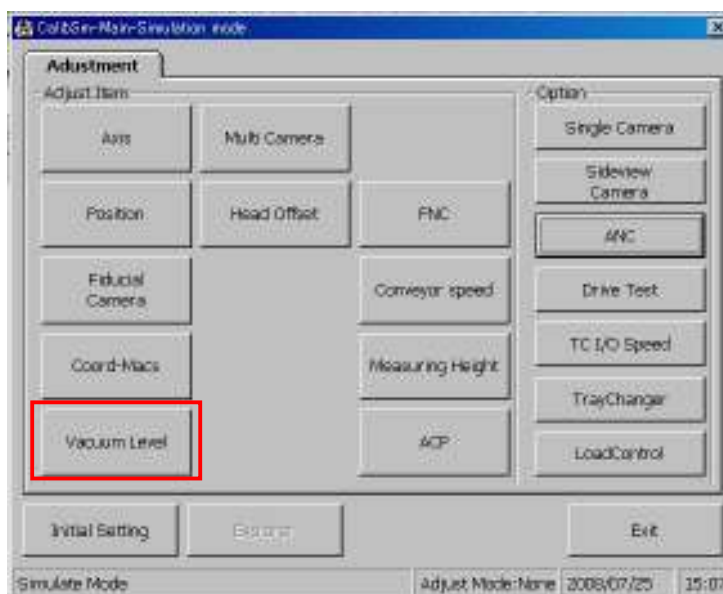 CalibSim-Main-Simulation mode
Adustment
Adjust Item
Option
Axis
Multi Camera
Single Camera
Sideview
Camera
Position
Head Offset
FNC
ANC
Fiducial
Camera
Conveyor speed
Drive Test
TC I/O Speed
Coord-Macs
Measuring Height
TrayChanger
Vacuum Level
ACP
LoadControl
Initial Setting
Exit
Simulate Mode
Adjust Mode:None
2008/07/25
15:07